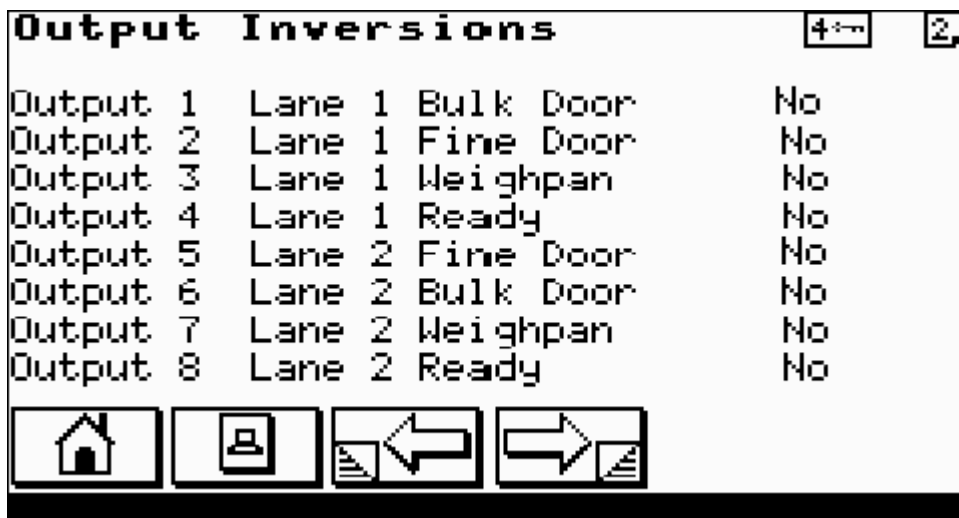 Output Inversions 4 2
Output 1 Lane 1 Bulk Door No
Output 2 Lane 1 Fine Door No
Output 3 Lane 1 Weighpan No
Output 4 Lane 1 Ready No
Output 5 Lane 2 Fine Door No
Output 6 Lane 2 Bulk Door No
Output 7 Lane 2 Weighpan No
Output 8 Lane 2 Ready No